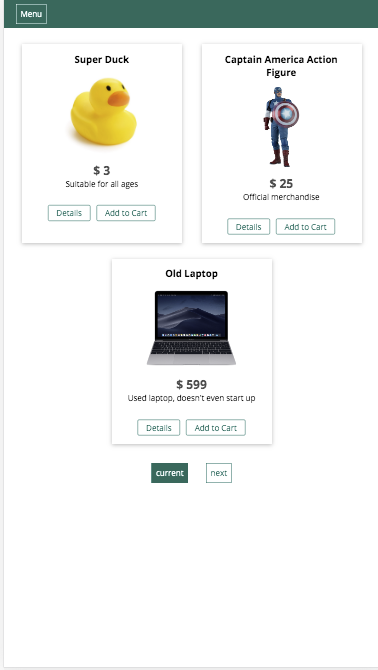 Menu
Super Duck
$ 3
Suitable for all ages
Details
Add to Cart
Captain America Action
Figure
$ 25
Official merchandise
Details
Add to Cart
Old Laptop
$ 599
Used laptop, doesn't even start up
Details
Add to Cart
current
next